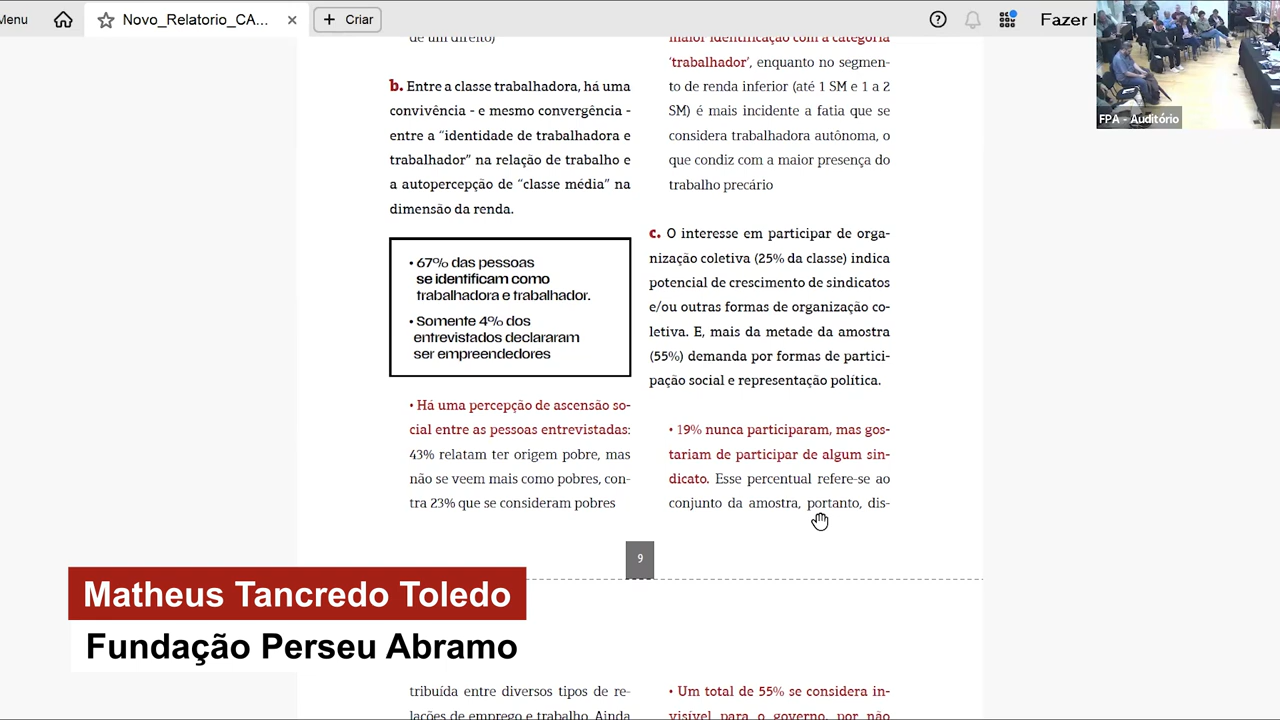 Menu
Novo_Relatorio_CA...
Criar
Fazer
FPA - Auditório
de um direito)
b. Entre a classe trabalhadora, há uma
convivência - e mesmo convergência -
entre a “identidade de trabalhadora e
trabalhador” na relação de trabalho e
a autopercepção de “classe média” na
dimensão da renda.
• 67% das pessoas
se identificam como
trabalhadora e trabalhador.
• Somente 4% dos
entrevistados declararam
ser empreendedores
• Há uma percepção de ascensão so-
cial entre as pessoas entrevistadas:
43% relatam ter origem pobre, mas
não se veem mais como pobres, con-
tra 23% que se consideram pobres
maior identificação com a categoria
‘trabalhador’, enquanto no segmen-
to de renda inferior (até 1 SM e 1 a 2
SM) é mais incidente a fatia que se
considera trabalhadora autônoma, o
que condiz com a maior presença do
trabalho precário
c. O interesse em participar de orga-
nização coletiva (25% da classe) indica
potencial de crescimento de sindicatos
e/ou outras formas de organização co-
letiva. E, mais da metade da amostra
(55%) demanda por formas de partici-
pação social e representação política.
• 19% nunca participaram, mas gos-
tariam de participar de algum sin-
dicato. Esse percentual refere-se ao
conjunto da amostra, portanto, dis-
9
Matheus Tancredo Toledo
Fundação Perseu Abramo
tribuída entre diversos tipos de re-
lações de emprego e trabalho. Ainda
• Um total de 55% se considera in-
visível para o governo, por não